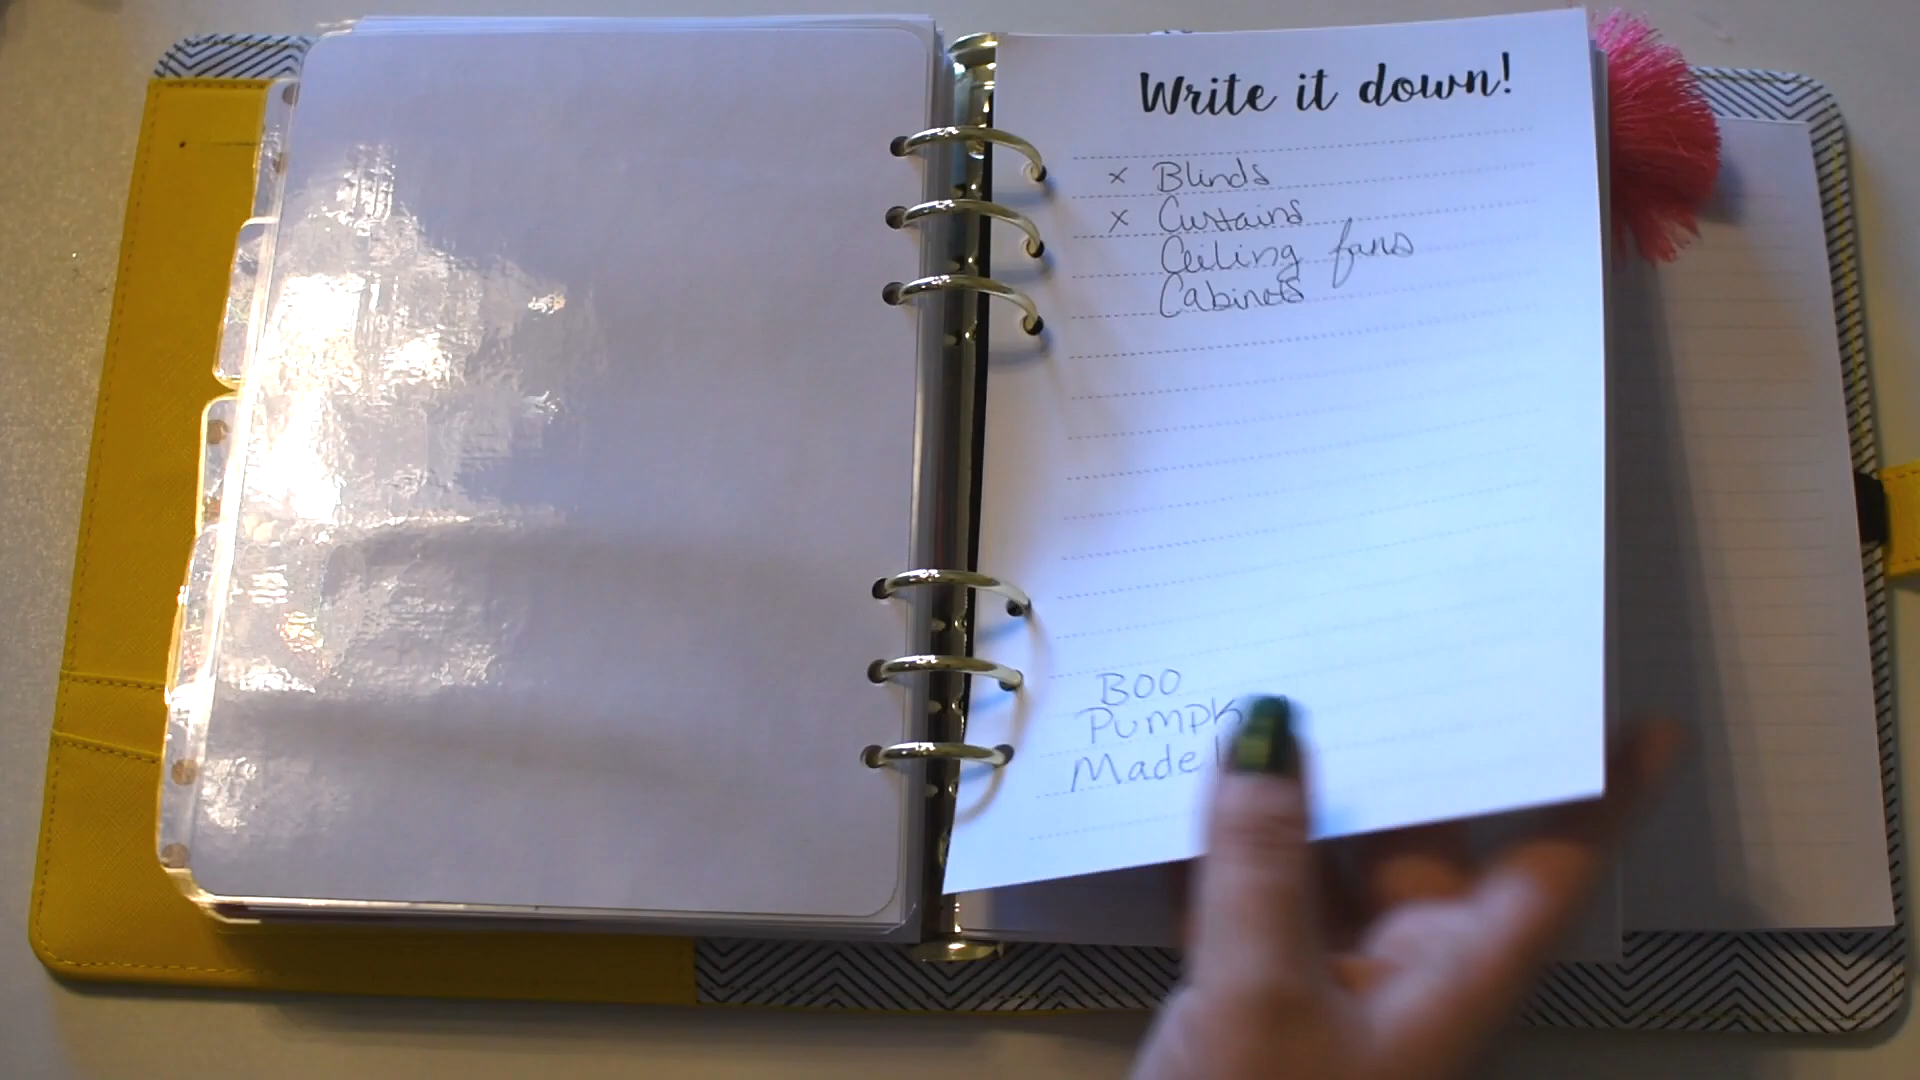 Write it down!
x Blinds
x Curtains
Ceiling fans
Cabinets
BOO
Made